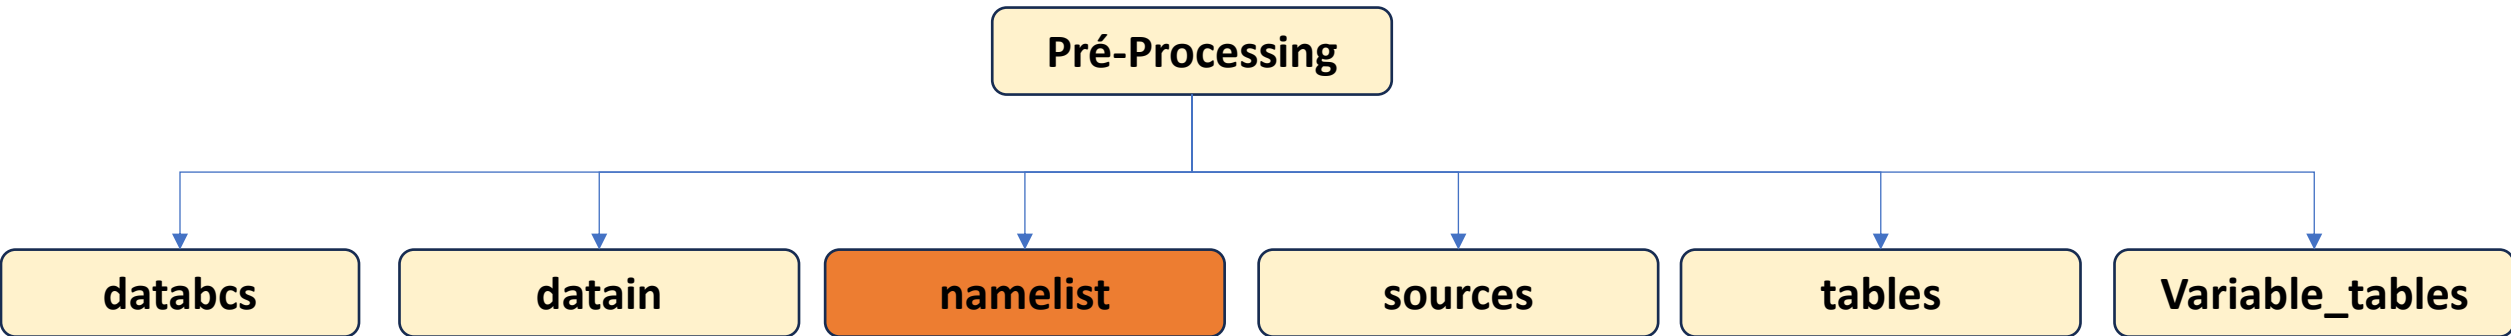 Pré-Processing
databcs
datain
namelist
sources
tables
Variable_tables